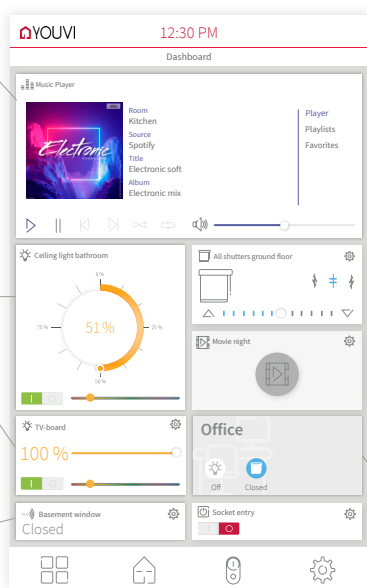 YOUVI
12:30 PM
Dashboard
Music Player
Electronic
Room
Kitchen
Source
Spotify
Title
Electronic soft
Album
Electronic mix
Player
Playlists
Favorites
Ceiling light bathroom
0 %
75 %
51 %
25 %
50 %
All shutters ground floor
Movie night
TV-board
100 %
Office
Off
Closed
Basement window
Closed
Socket entry